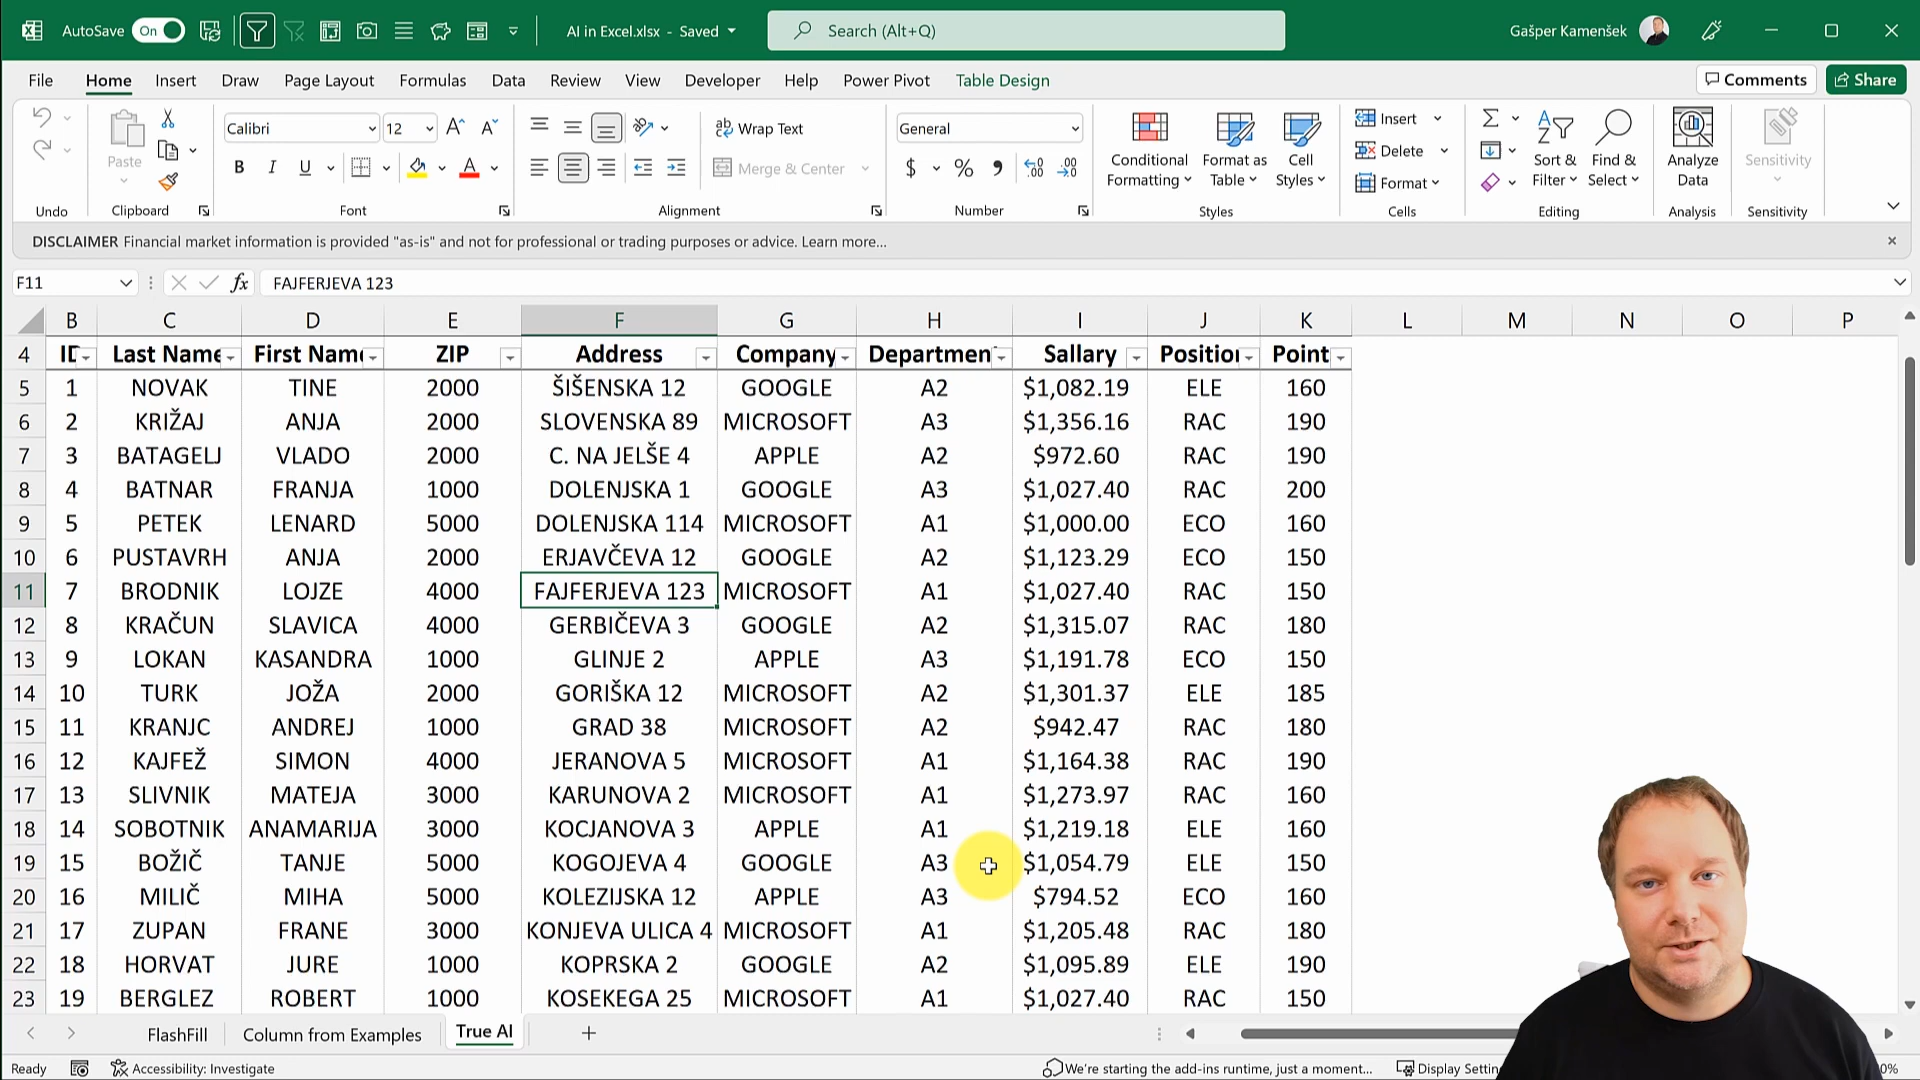 AutoSave On AI in Excel.xlsx - Saved Search (Alt+Q) Gašper Kamenšek
File Home Insert Draw Page Layout Formulas Data Review View Developer Help Power Pivot Table Design Comments Share
Calibri 12 Wrap Text General Insert
Paste Conditional Formatting Format as Table Cell Styles Delete Sort & Filter Find & Select Analyze Data Sensitivity
B I U A Merge & Center $ % Format
Undo Clipboard Font Alignment Number Styles Cells Editing Analysis Sensitivity
DISCLAIMER Financial market information is provided "as-is" and not for professional or trading purposes or advice. Learn more...
F11 fx FAJFERJEVA 123
B C D E F G H I J K L M N O P
4 ID Last Name First Name ZIP Address Company Departmen Sallary Position Point
5 1 NOVAK TINE 2000 ŠIŠENSKA 12 GOOGLE A2 $1,082.19 ELE 160
6 2 KRIŽAJ ANJA 2000 SLOVENSKA 89 MICROSOFT A3 $1,356.16 RAC 190
7 3 BATAGELJ VLADO 2000 C. NA JELŠE 4 APPLE A2 $972.60 RAC 190
8 4 BATNAR FRANJA 1000 DOLENJSKA 1 GOOGLE A3 $1,027.40 RAC 200
9 5 PETEK LENARD 5000 DOLENJSKA 114 MICROSOFT A1 $1,000.00 ECO 160
10 6 PUSTAVRH ANJA 2000 ERJAVČEVA 12 GOOGLE A2 $1,123.29 ECO 150
11 7 BRODNIK LOJZE 4000 FAJFERJEVA 123 MICROSOFT A1 $1,027.40 RAC 150
12 8 KRAČUN SLAVICA 4000 GERBIČEVA 3 GOOGLE A2 $1,315.07 RAC 180
13 9 LOKAN KASANDRA 1000 GLINJE 2 APPLE A3 $1,191.78 ECO 150
14 10 TURK JOŽA 2000 GORIŠKA 12 MICROSOFT A2 $1,301.37 ELE 185
15 11 KRANJC ANDREJ 1000 GRAD 38 MICROSOFT A2 $942.47 RAC 180
16 12 KAJFEŽ SIMON 4000 JERANOVA 5 MICROSOFT A1 $1,164.38 RAC 190
17 13 SLIVNIK MATEJA 3000 KARUNOVA 2 MICROSOFT A1 $1,273.97 RAC 160
18 14 SOBOTNIK ANAMARIJA 3000 KOCJANOVA 3 APPLE A1 $1,219.18 ELE 160
19 15 BOŽIČ TANJE 5000 KOGOJEVA 4 GOOGLE A3 $1,054.79 ELE 150
20 16 MILIČ MIHA 5000 KOLEZIJSKA 12 APPLE A3 $794.52 ECO 160
21 17 ZUPAN FRANE 3000 KONJEVA ULICA 4 MICROSOFT A1 $1,205.48 RAC 180
22 18 HORVAT JURE 1000 KOPRSKA 2 GOOGLE A2 $1,095.89 ELE 190
23 19 BERGLEZ ROBERT 1000 KOSEKEGA 25 MICROSOFT A1 $1,027.40 RAC 150
FlashFill Column from Examples True AI
Ready Accessibility: Investigate We're starting the add-ins runtime, just a moment... Display Settin 0%